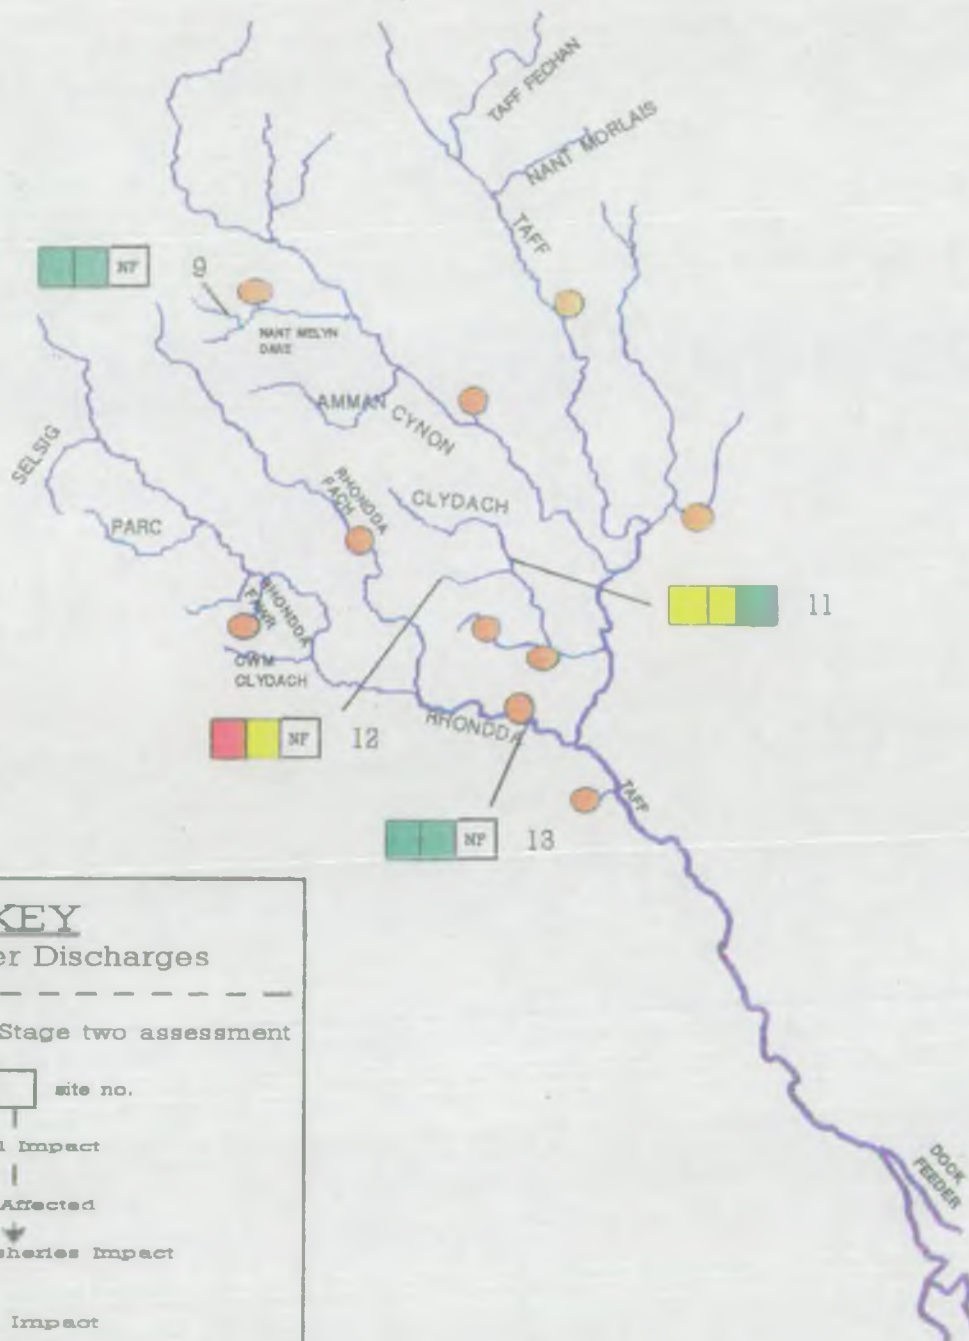 TAFF FECHAN
NANT MORLAIS
TAFF
NF
9
NANT MELYN
DARE
AMMAN
CYNON
SELSIG
RHONDDA
FACH
CLYDACH
PARC
RHONDDA
FAWR
11
CWM
CLYDACH
RHONDDA
NF
12
TAFF
NF
13
KEY
er Discharges
Stage two assessment
site no.
l Impact
Affected
sheries Impact
Impact
DOCK
FEEDER